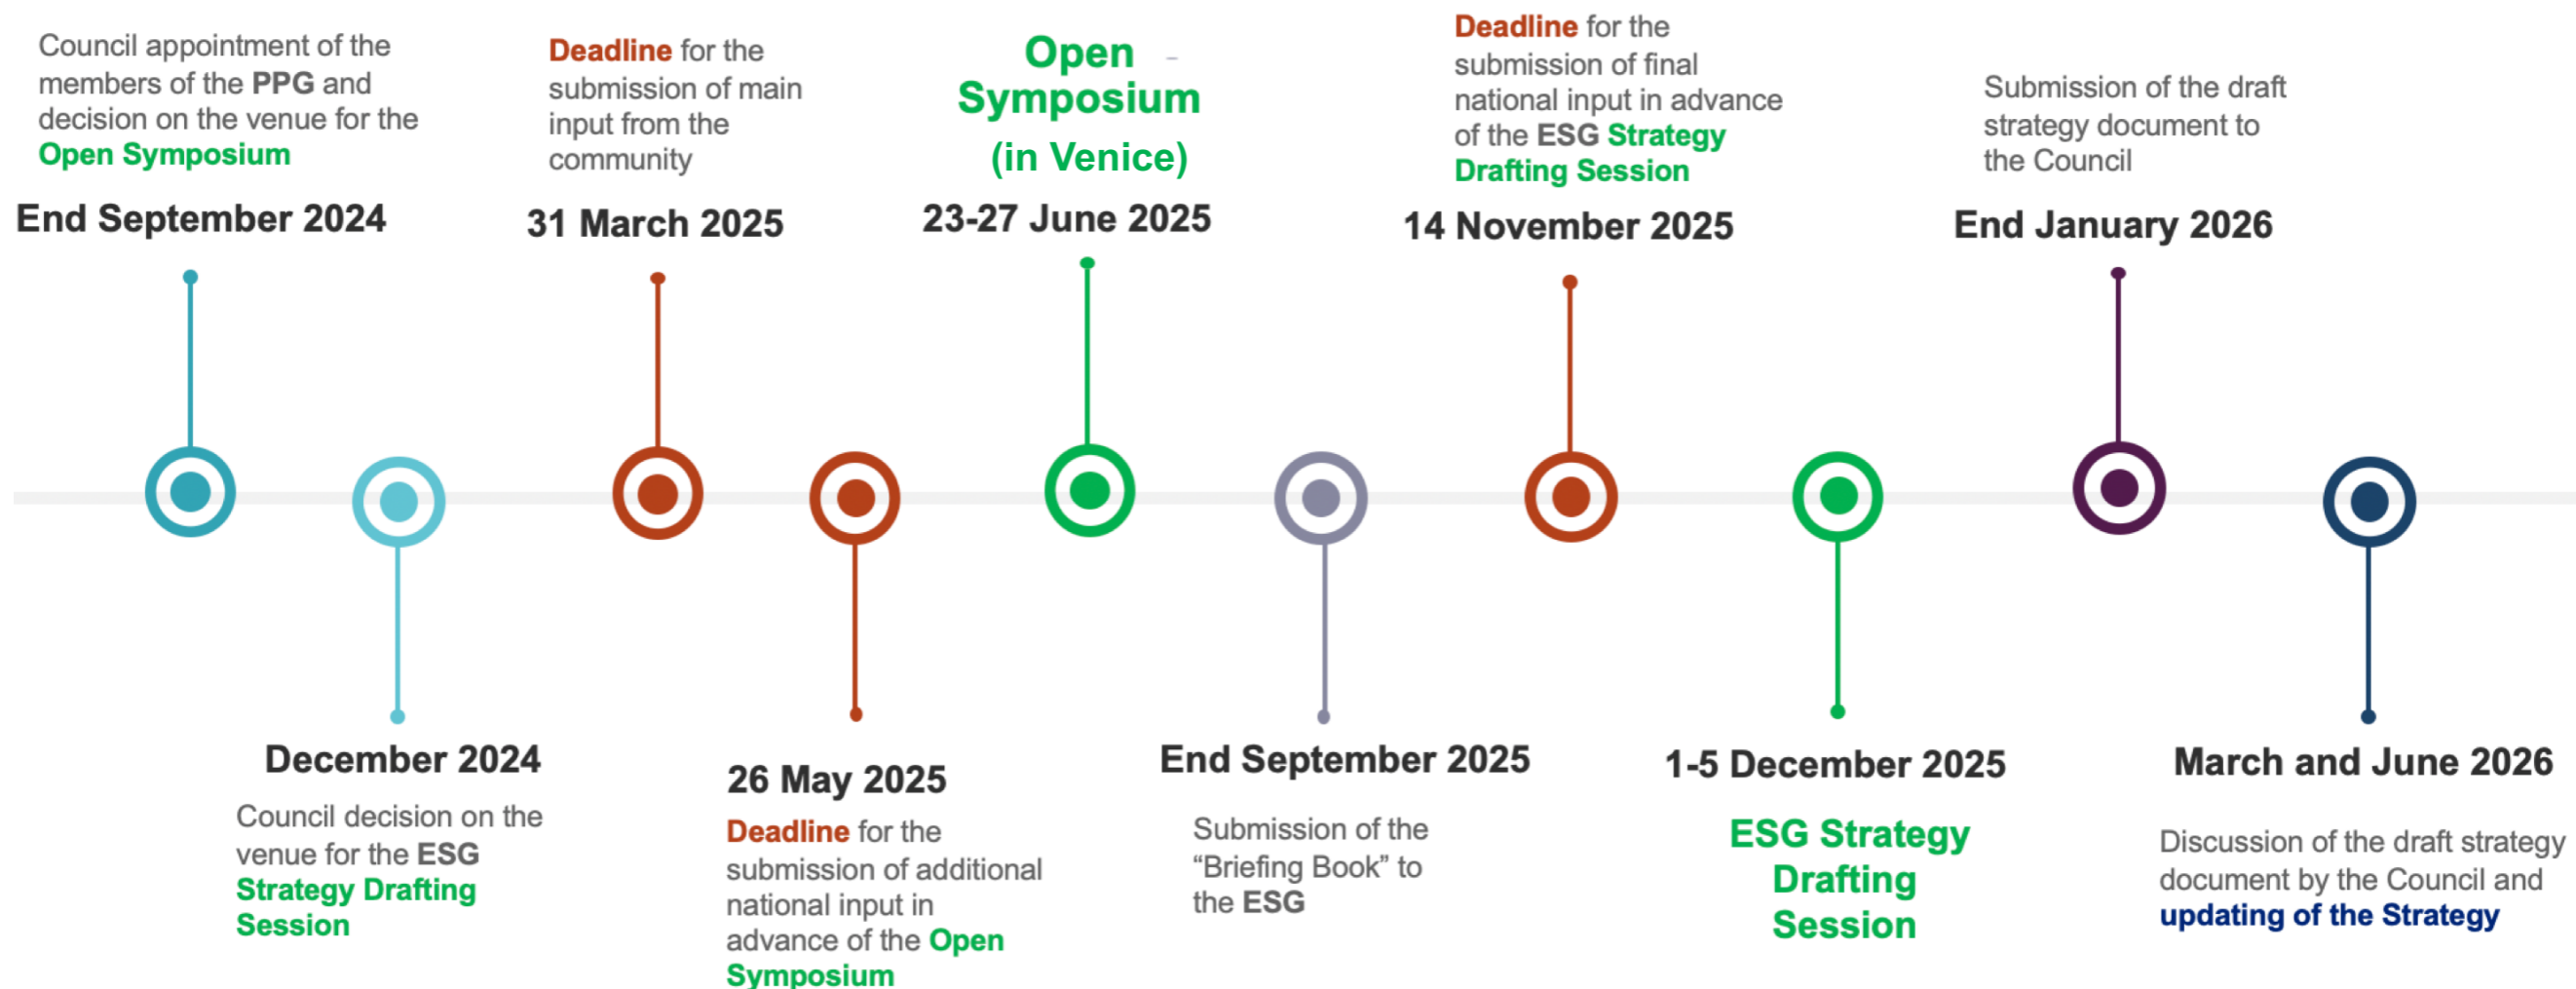 Council appointment of the
members of the PPG and
decision on the venue for the
Open Symposium
End September 2024
December 2024
Council decision on the
venue for the ESG
Strategy Drafting
Session
Deadline for the
submission of main
input from the
community
31 March 2025
26 May 2025
Deadline for the
submission of additional
national input in
advance of the Open
Symposium
Open
Symposium
(in Venice)
23-27 June 2025
End September 2025
Submission of the
“Briefing Book” to
the ESG
Deadline for the
submission of final
national input in advance
of the ESG Strategy
Drafting Session
14 November 2025
1-5 December 2025
ESG Strategy
Drafting
Session
Submission of the draft
strategy document to
the Council
End January 2026
March and June 2026
Discussion of the draft strategy
document by the Council and
updating of the Strategy